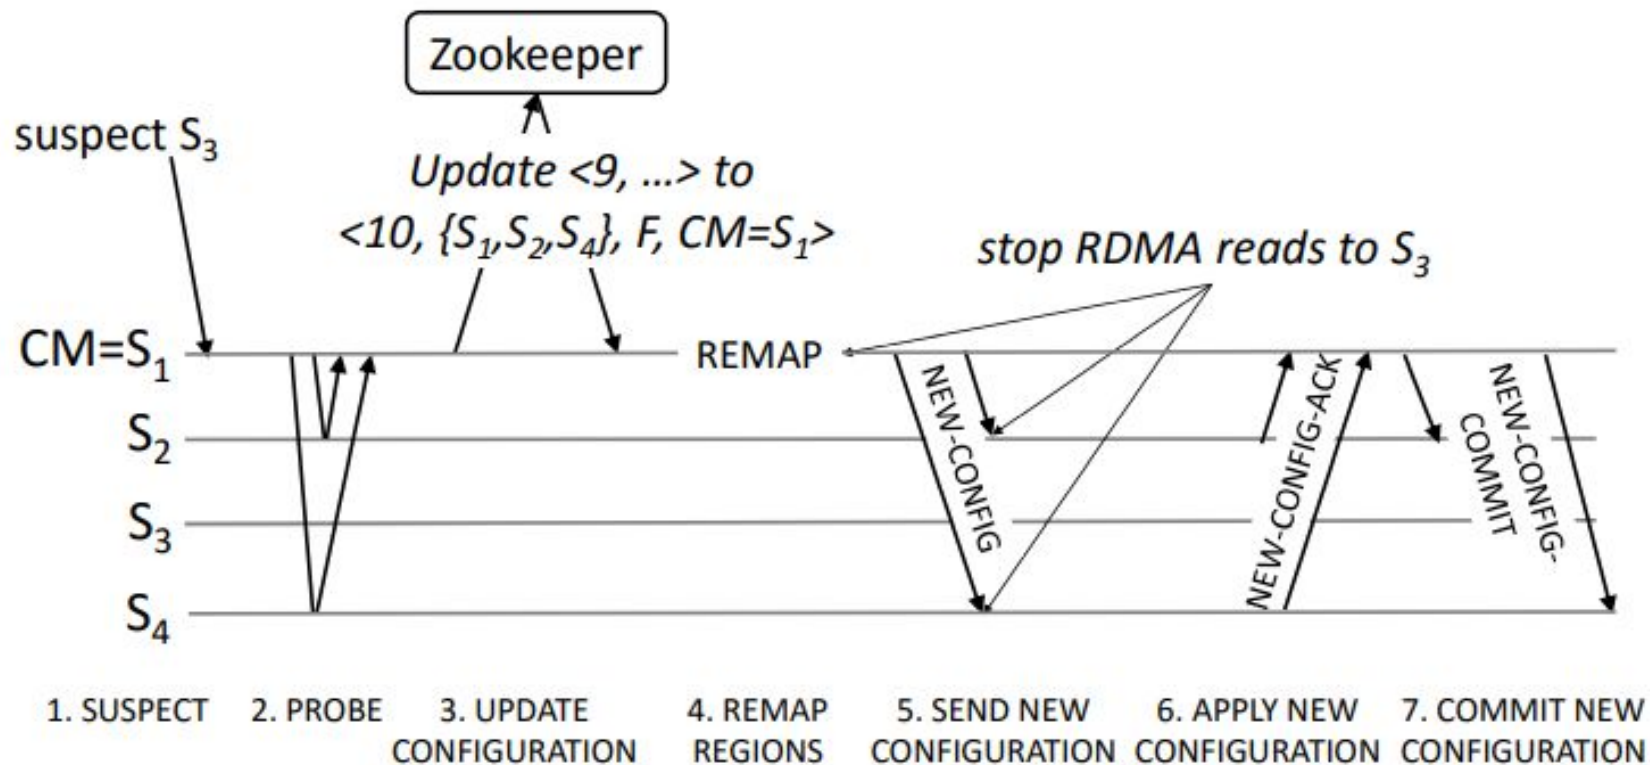 Zookeeper
suspect S₃
Update <9, ...> to
<10, {S₁,S₂,S₄}, F, CM=S₁>
stop RDMA reads to S₃
CM=S₁
REMAP
S₂
S₃
S₄
NEW-CONFIG
NEW-CONFIG-ACK
NEW-CONFIG-
COMMIT
1. SUSPECT
2. PROBE
3. UPDATE
CONFIGURATION
4. REMAP
REGIONS
5. SEND NEW
CONFIGURATION
6. APPLY NEW
CONFIGURATION
7. COMMIT NEW
CONFIGURATION